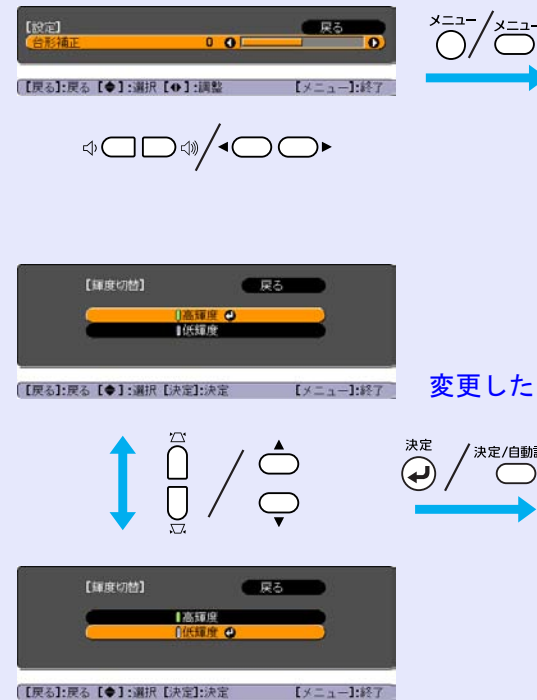 【設定】 戻る
台形補正 0
【戻る】:戻る 【◆】:選択 【◀▶】:調整 【メニュー】:終了
メニュー メニュー
【輝度切替】 戻る
高輝度
低輝度
【戻る】:戻る 【◆】:選択 【決定】:決定 【メニュー】:終了
変更した
決定 決定/自動
【輝度切替】 戻る
高輝度
低輝度
【戻る】:戻る 【◆】:選択 【決定】:決定 【メニュー】:終了